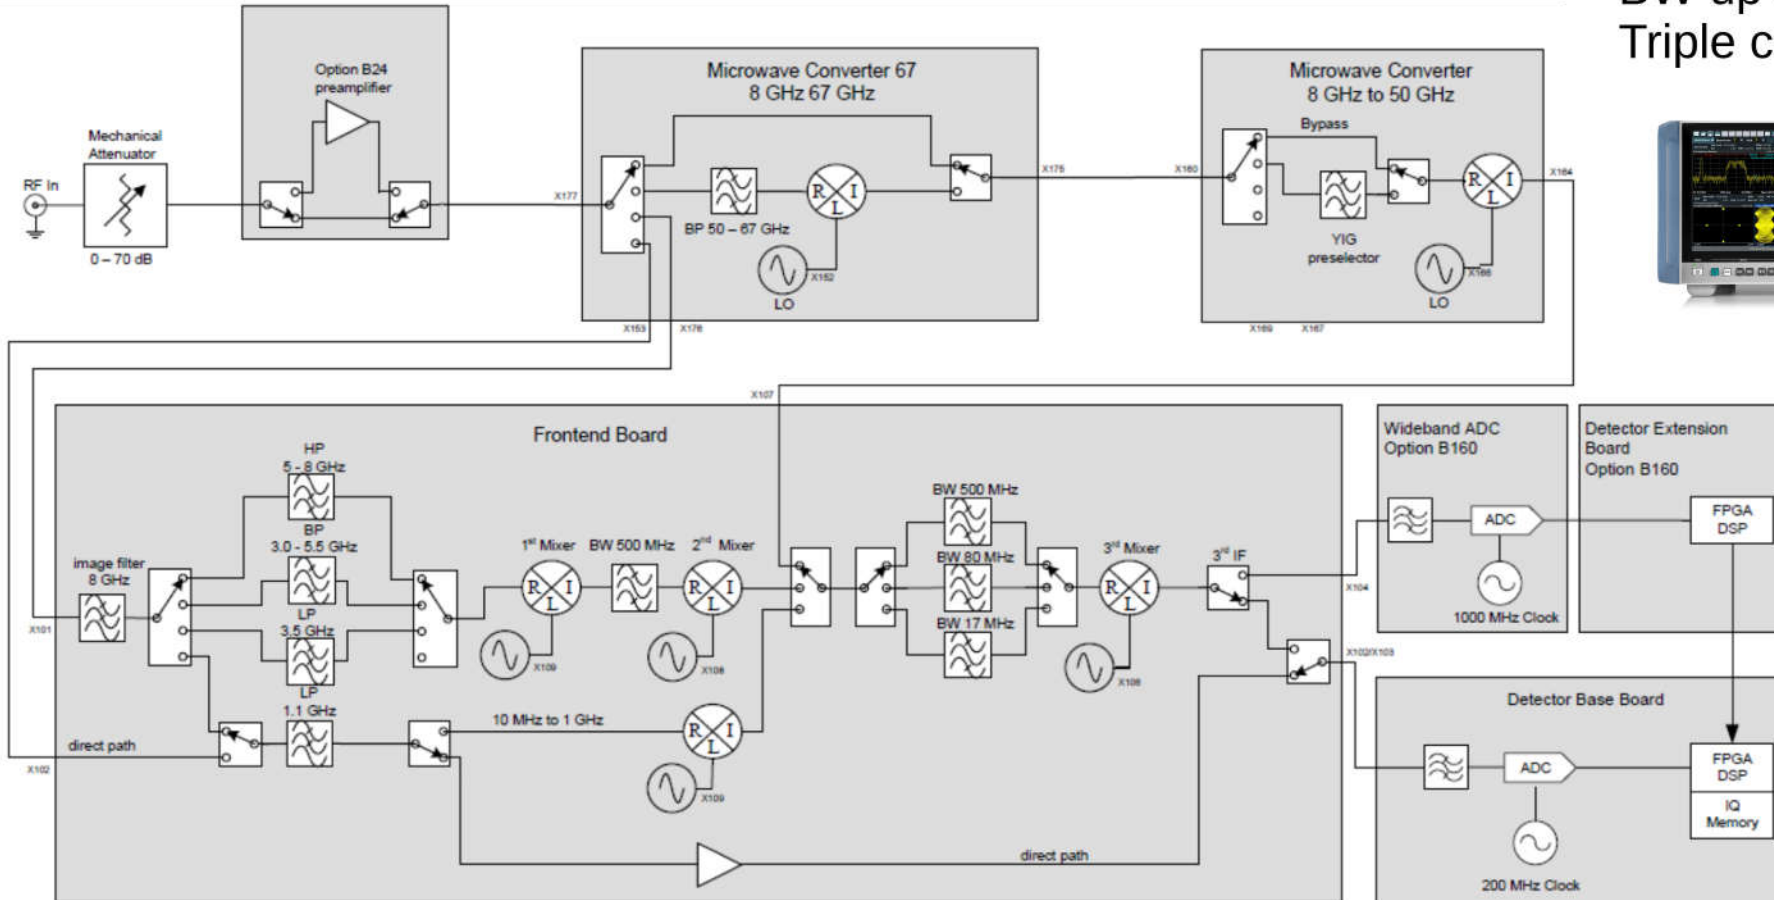 BW up
Triple c
Option B24
preamplifier
Mechanical
Attenuator
RF In
0 – 70 dB
X177
Microwave Converter 67
8 GHz 67 GHz
BP 50 – 67 GHz
R I
L
X152
LO
X153
X176
X175
X160
Microwave Converter
8 GHz to 50 GHz
Bypass
YIG
preselector
R I
L
X166
LO
X164
X169
X167
X107
Frontend Board
HP
5 - 8 GHz
BP
3.0 - 5.5 GHz
LP
3.5 GHz
LP
1.1 GHz
image filter
8 GHz
X101
direct path
X102
1st Mixer
BW 500 MHz
2nd Mixer
R I
L
R I
L
X109
X108
10 MHz to 1 GHz
R I
L
X109
BW 500 MHz
BW 80 MHz
BW 17 MHz
3rd Mixer
R I
L
X108
3rd IF
direct path
X104
X102/X103
Wideband ADC
Option B160
ADC
1000 MHz Clock
Detector Extension
Board
Option B160
FPGA
DSP
Detector Base Board
ADC
200 MHz Clock
FPGA
DSP
IQ
Memory